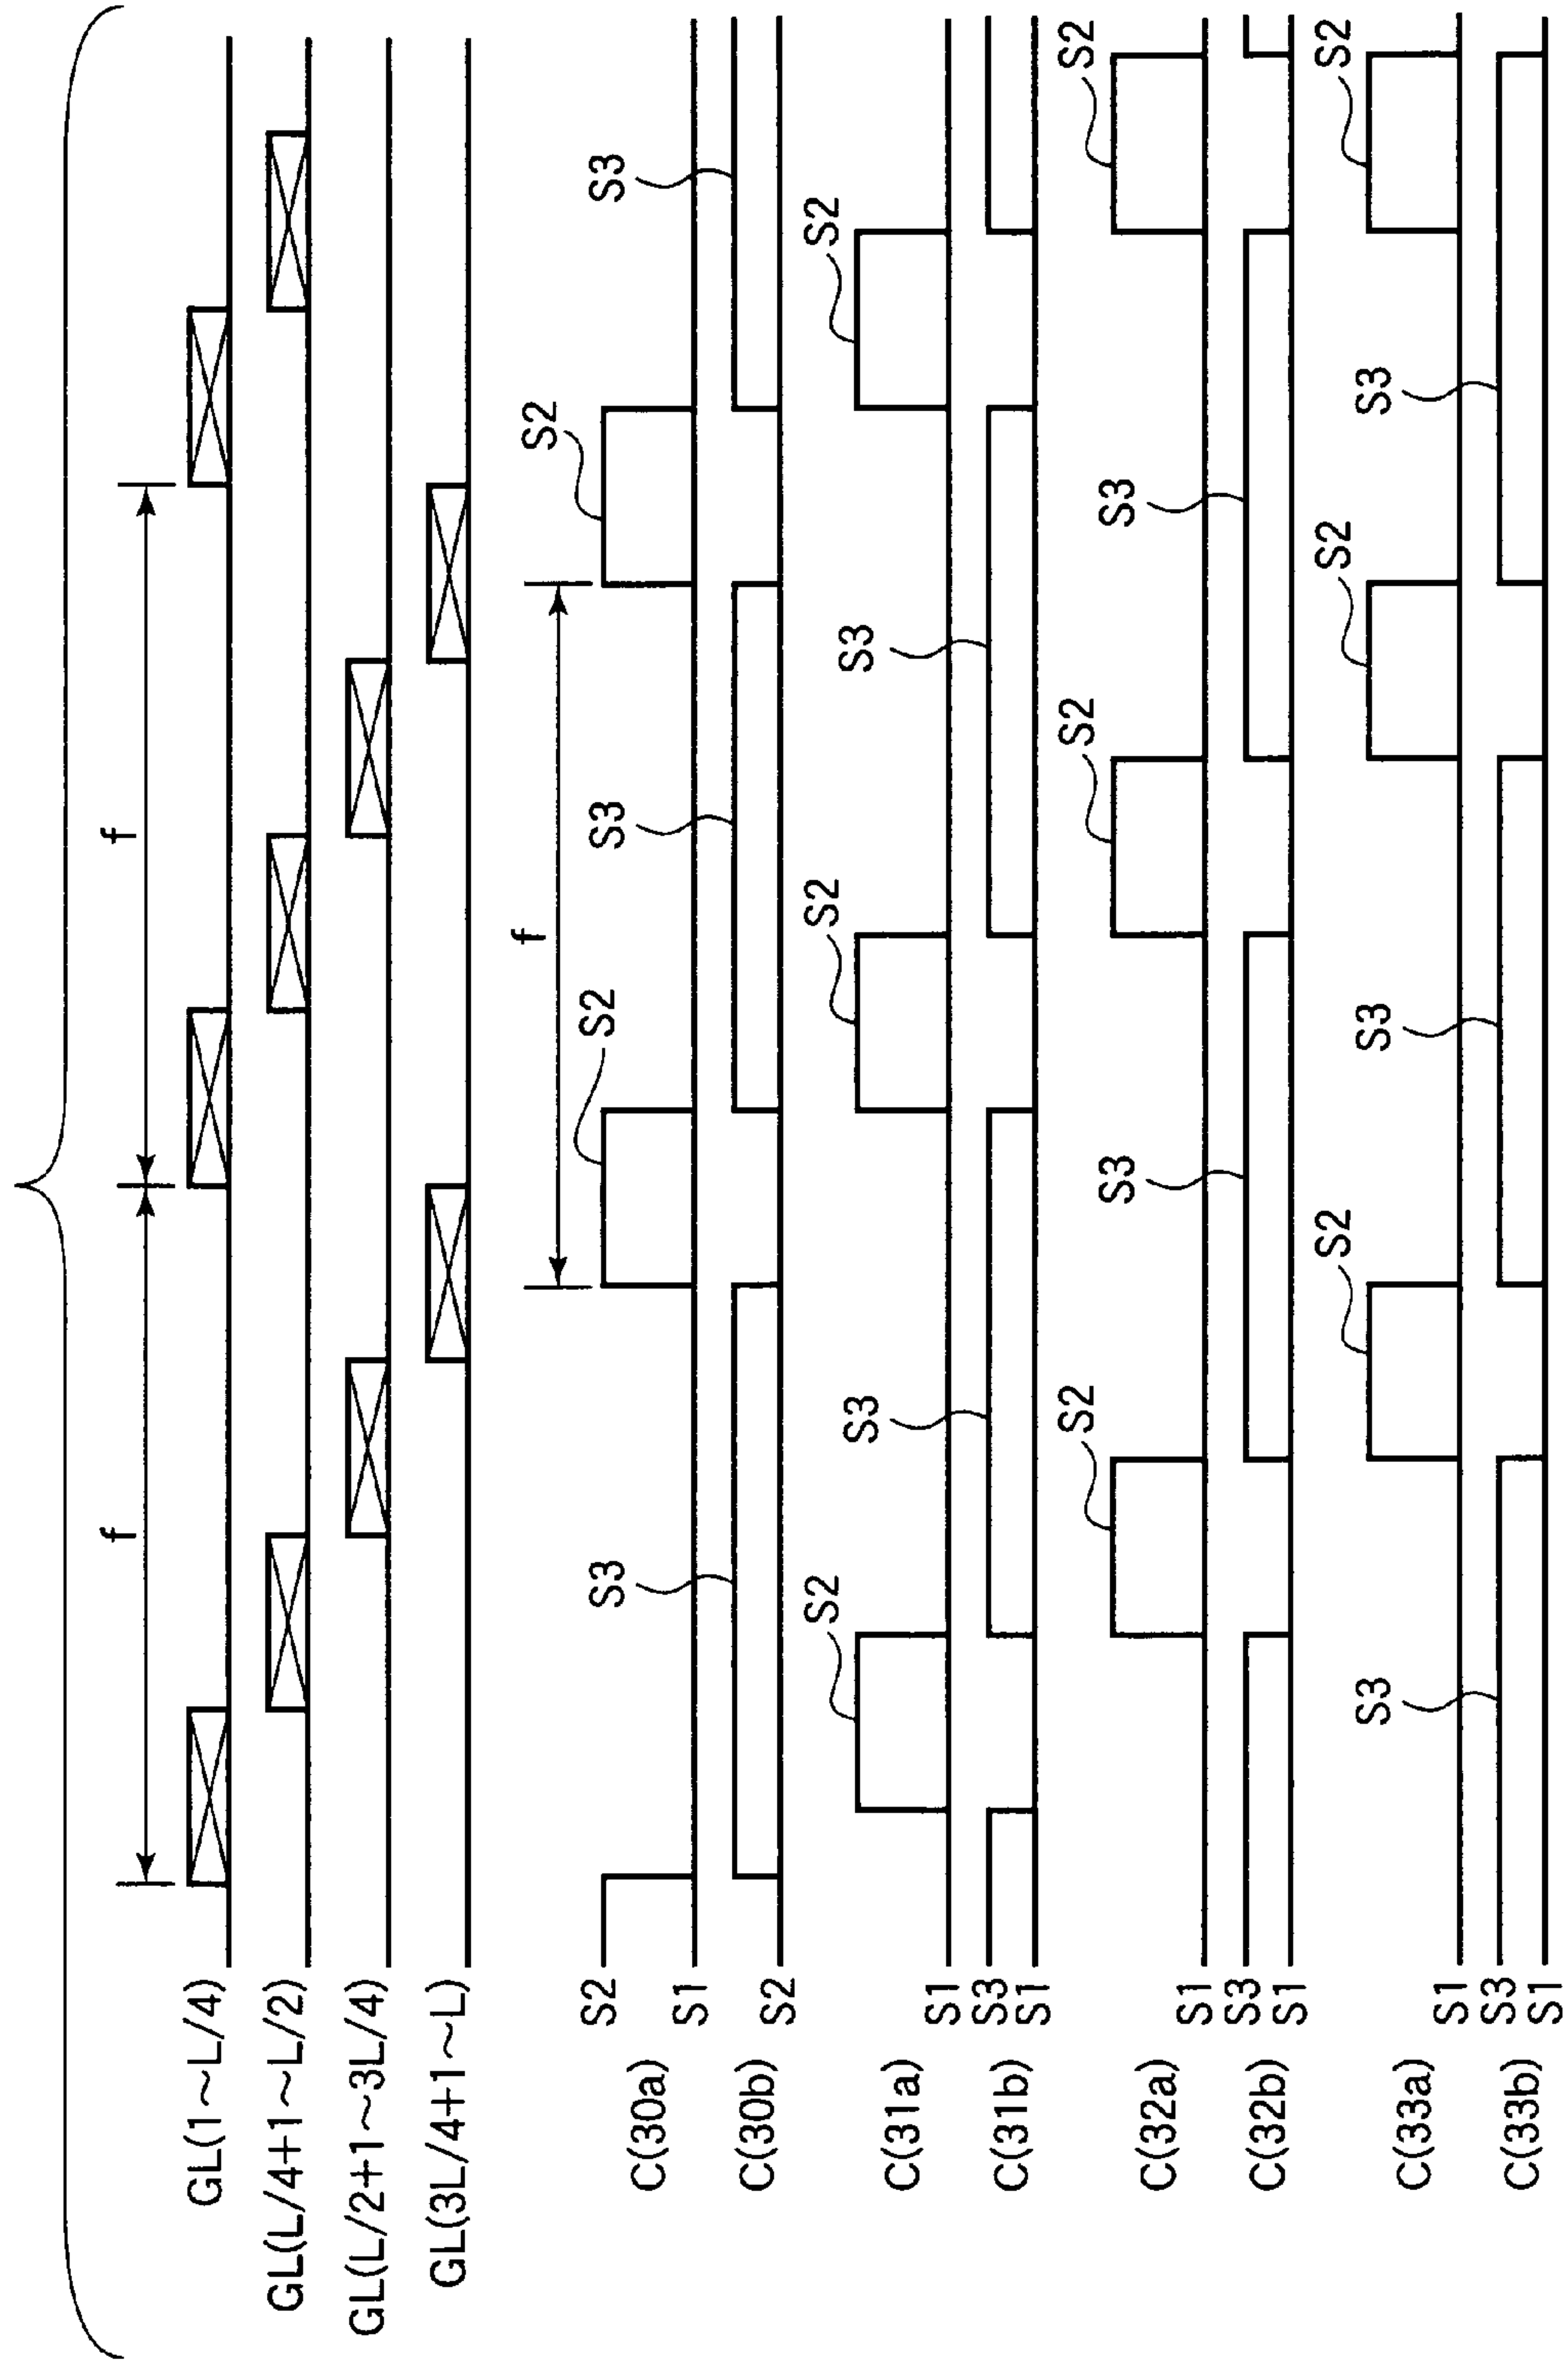 f f
GL(1~L/4)
GL(L/4+1~L/2)
GL(L/2+1~3L/4)
GL(3L/4+1~L)
f S2
S2 S3 S2 S3 S3
C(30a) S1
C(30b) S2
S2 S2 S2
S3 S3
C(31a) S1
S3
C(31b) S1
S2 S2 S2
S3 S3
C(32a) S1
S3
C(32b) S1
S2 S2 S2
S3 S3 S3
C(33a) S1
S3
C(33b) S1